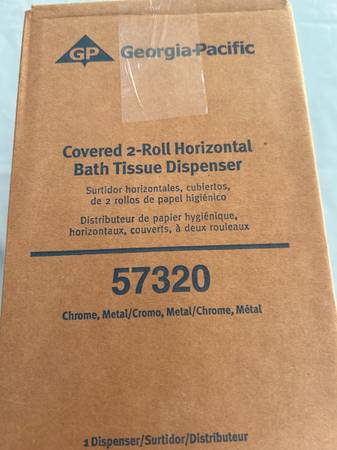 GP Georgia-Pacific
Covered 2-Roll Horizontal
Bath Tissue Dispenser
Surtidor horizontales, cubiertos,
de 2 rollos de papel higiénico
Distributeur de papier hygiénique,
horizontaux, couverts, à deux rouleaux
57320
Chrome, Metal/Cromo, Metal/Chrome, Métal
1 Dispenser/Surtidor/Distributeur